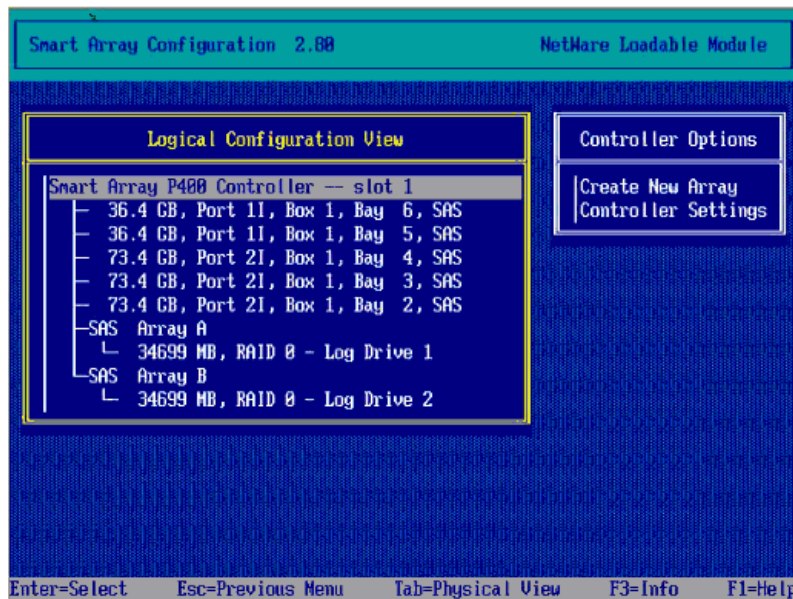 Smart Array Configuration 2.80 NetWare Loadable Module
Logical Configuration View
Smart Array P400 Controller -- slot 1
36.4 GB, Port 1I, Box 1, Bay 6, SAS
36.4 GB, Port 1I, Box 1, Bay 5, SAS
73.4 GB, Port 2I, Box 1, Bay 4, SAS
73.4 GB, Port 2I, Box 1, Bay 3, SAS
73.4 GB, Port 2I, Box 1, Bay 2, SAS
SAS Array A
34699 MB, RAID 0 - Log Drive 1
SAS Array B
34699 MB, RAID 0 - Log Drive 2
Controller Options
Create New Array
Controller Settings
Enter=Select Esc=Previous Menu Tab=Physical View F3=Info F1=Help